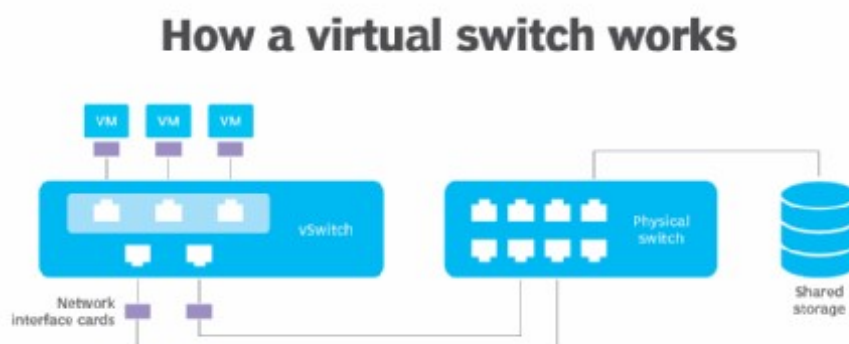 How a virtual switch works
VM
VM
VM
vSwitch
Physical
switch
Network
interface cards
Shared
storage